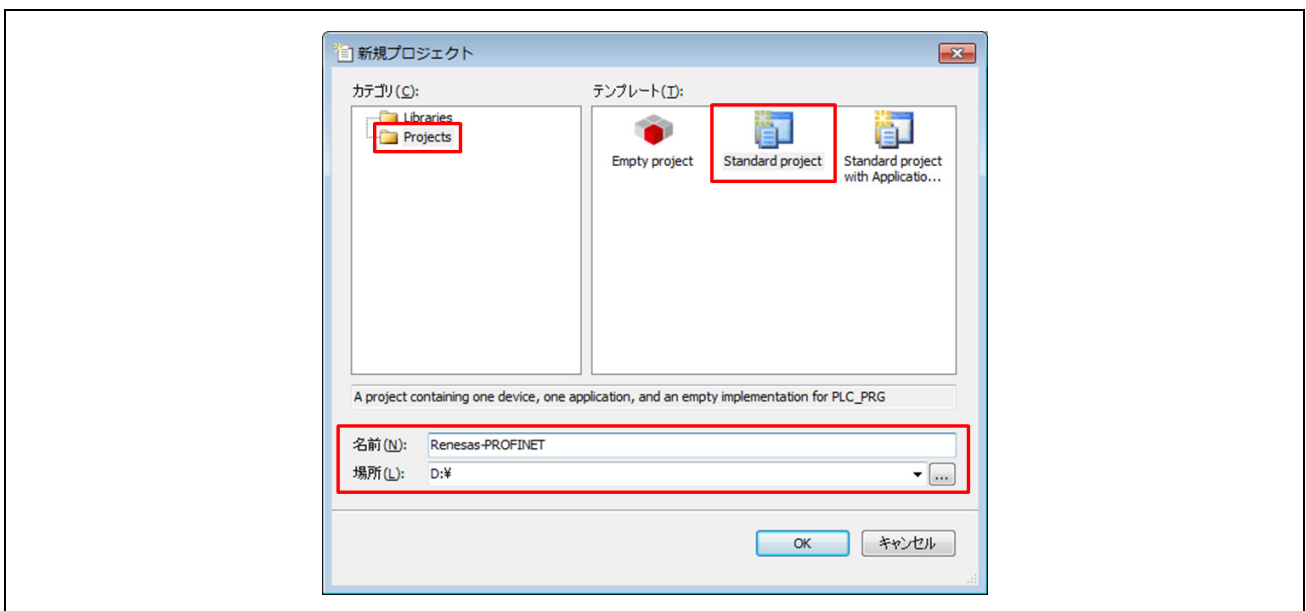 新規プロジェクト
カテゴリ(C):
テンプレート(T):
Libraries
Projects
Empty project
Standard project
Standard project
with Applicatio...
A project containing one device, one application, and an empty implementation for PLC_PRG
名前(N):
Renesas-PROFINET
場所(L):
D:¥
...
OK
キャンセル